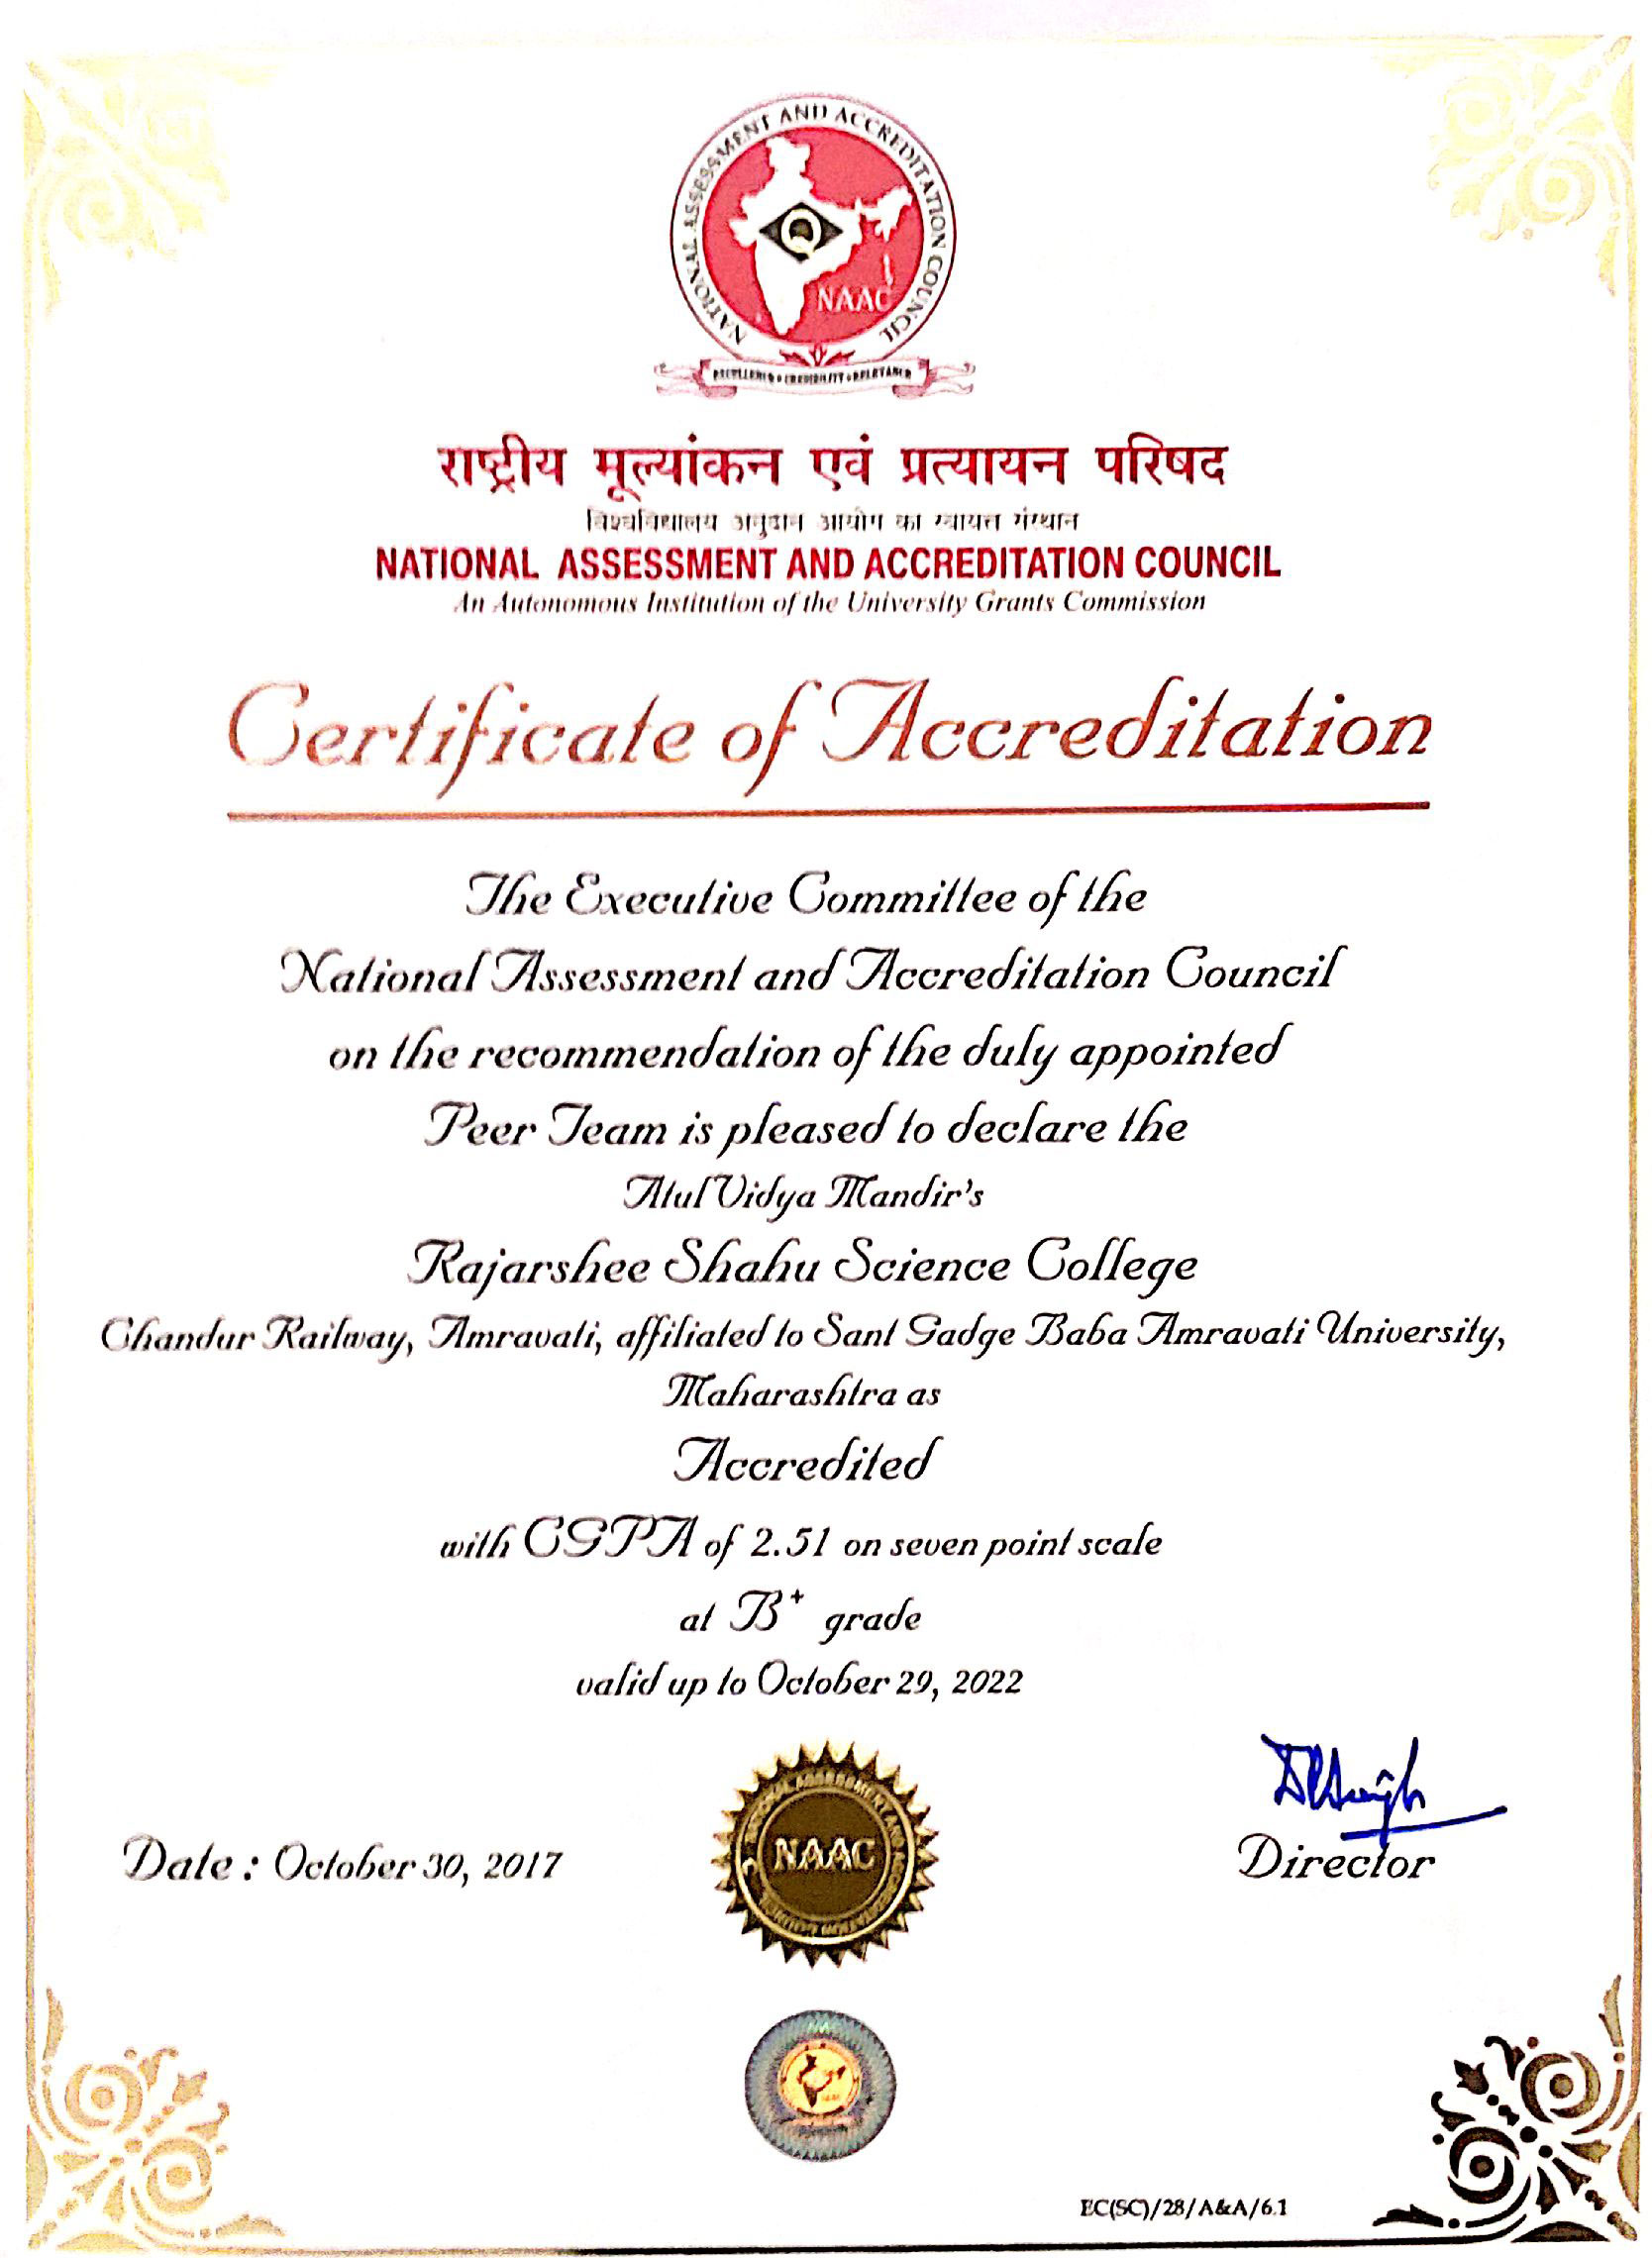 NATIONAL ASSESSMENT AND ACCREDITATION COUNCIL
NAAC
EXCELLENCE • CREDIBILITY • RELEVANCE
राष्ट्रीय मूल्यांकन एवं प्रत्यायन परिषद
विश्वविद्यालय अनुदान आयोग का स्वायत्त संस्थान
NATIONAL ASSESSMENT AND ACCREDITATION COUNCIL
An Autonomous Institution of the University Grants Commission
Certificate of Accreditation
The Executive Committee of the
National Assessment and Accreditation Council
on the recommendation of the duly appointed
Peer Team is pleased to declare the
Atul Vidya Mandir's
Rajarshee Shahu Science College
Chandur Railway, Amravati, affiliated to Sant Gadge Baba Amravati University,
Maharashtra as
Accredited
with CGPA of 2.51 on seven point scale
at B+ grade
valid up to October 29, 2022
Date : October 30, 2017
NATIONAL ASSESSMENT AND ACCREDITATION COUNCIL
NAAC
Director
EC(SC)/28/A&A/6.1